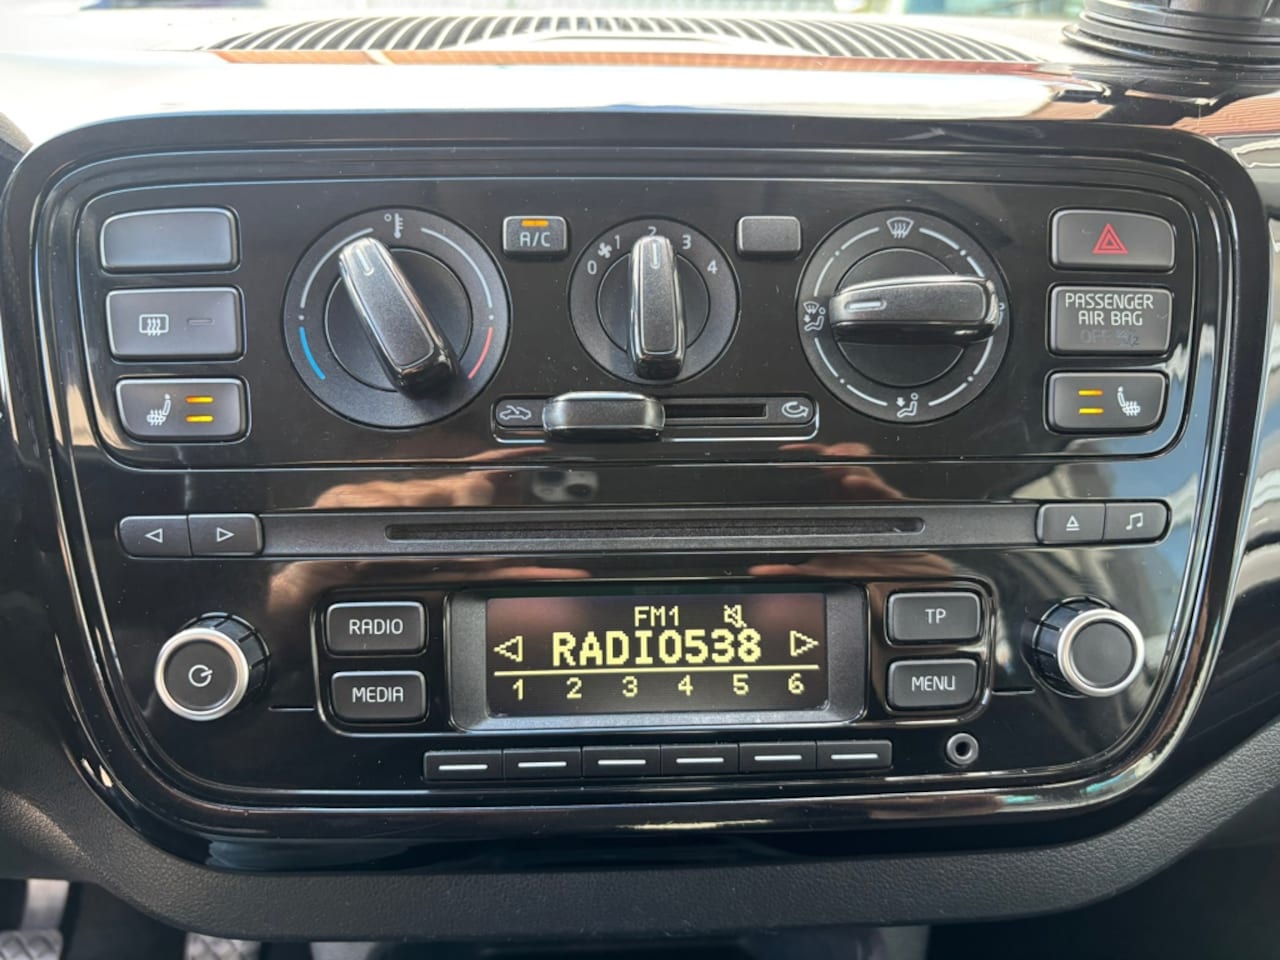 A/C
0 1 2 3 4
PASSENGER
AIR BAG
OFF
RADIO
MEDIA
FM1
RADIO538
1 2 3 4 5 6
TP
MENU